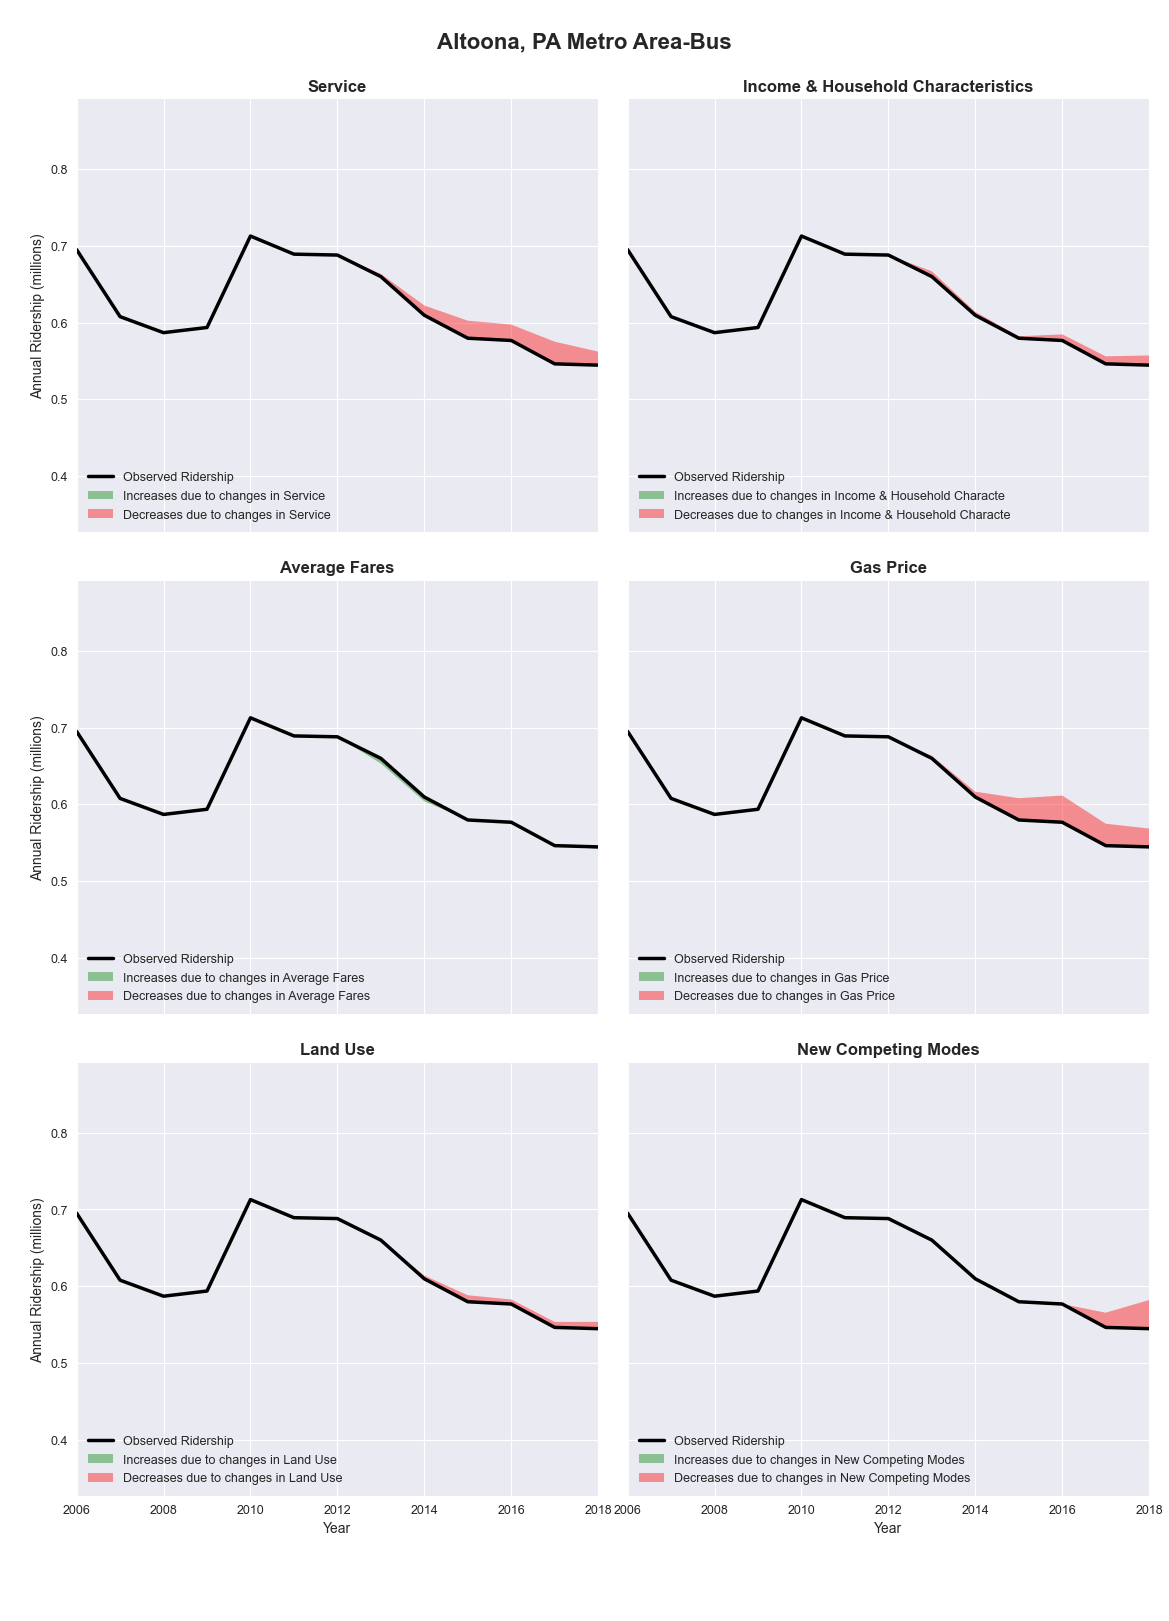 Altoona, PA Metro Area-Bus
Service
Income & Household Characteristics
0.8
0.7
0.6
0.5
0.4
Annual Ridership (millions)
Observed Ridership
Increases due to changes in Service
Decreases due to changes in Service
Observed Ridership
Increases due to changes in Income & Household Characte
Decreases due to changes in Income & Household Characte
Average Fares
Gas Price
0.8
0.7
0.6
0.5
0.4
Annual Ridership (millions)
Observed Ridership
Increases due to changes in Average Fares
Decreases due to changes in Average Fares
Observed Ridership
Increases due to changes in Gas Price
Decreases due to changes in Gas Price
Land Use
New Competing Modes
0.8
0.7
0.6
0.5
0.4
Annual Ridership (millions)
Observed Ridership
Increases due to changes in Land Use
Decreases due to changes in Land Use
Observed Ridership
Increases due to changes in New Competing Modes
Decreases due to changes in New Competing Modes
2006 2008 2010 2012 2014 2016 2018
2006 2008 2010 2012 2014 2016 2018
Year
Year